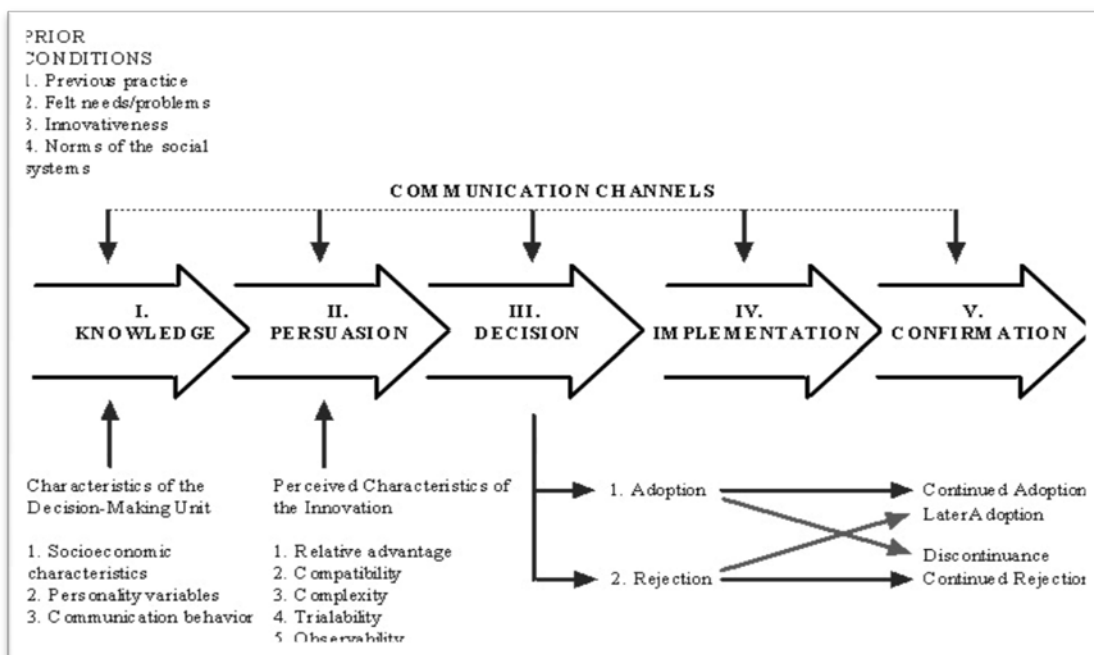 PRIOR
CONDITIONS
1. Previous practice
2. Felt needs/problems
3. Innovativeness
4. Norms of the social
systems
COMMUNICATION CHANNELS
I.
KNOWLEDGE
II.
PERSUASION
III.
DECISION
IV.
IMPLEMENTATION
V.
CONFIRMATION
Characteristics of the
Decision-Making Unit
1. Socioeconomic
characteristics
2. Personality variables
3. Communication behavior
Perceived Characteristics of
the Innovation
1. Relative advantage
2. Compatibility
3. Complexity
4. Trialability
5. Observability
1. Adoption
2. Rejection
Continued Adoption
Later Adoption
Discontinuance
Continued Rejection